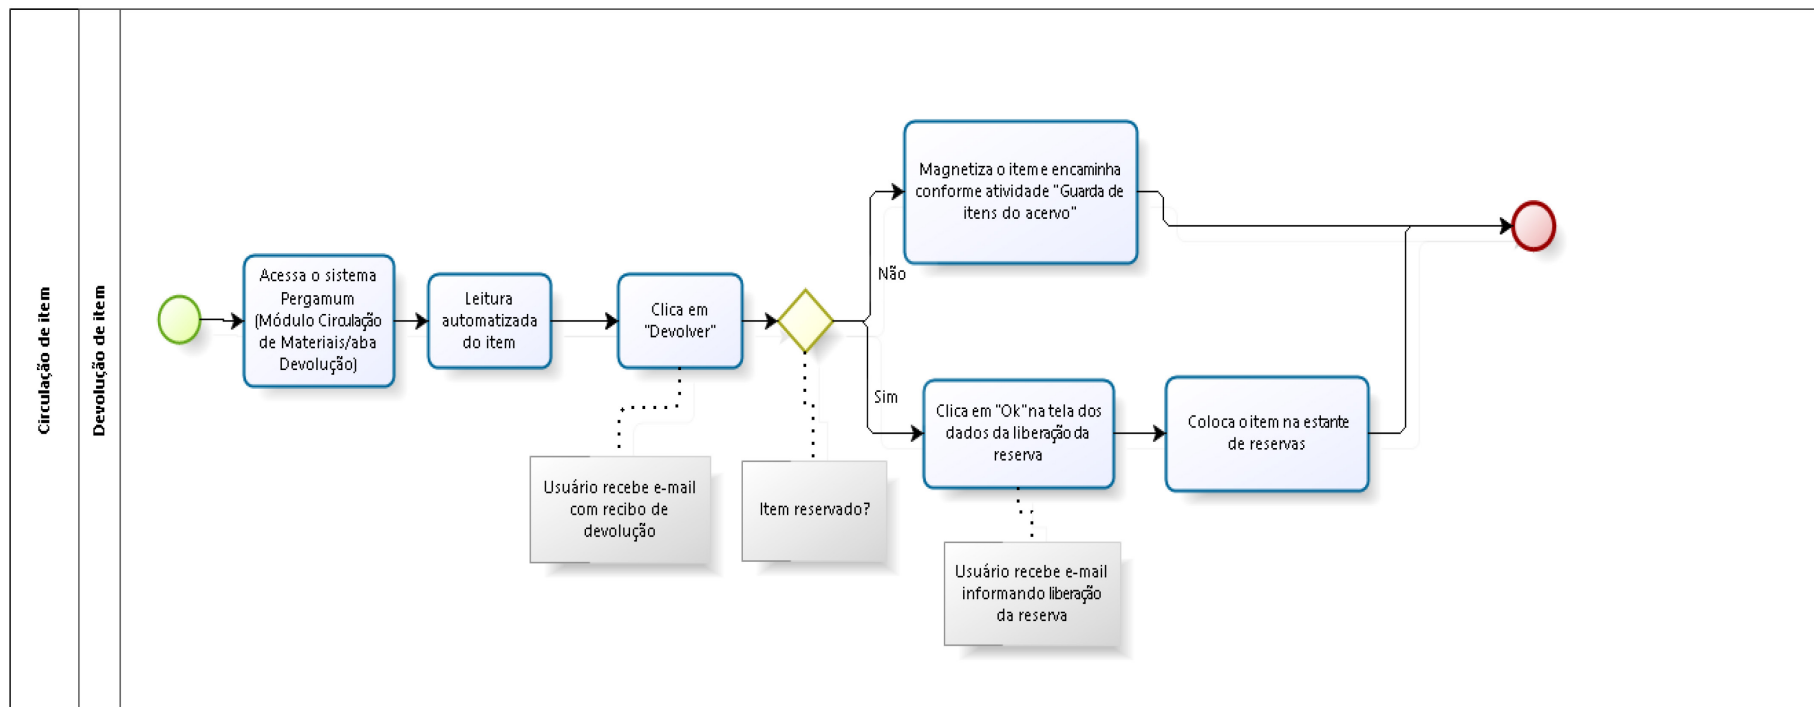 Circulação de item
Devolução de item
Acessa o sistema
Pergamum
(Módulo Circulação
de Materiais/aba
Devolução)
Leitura
automatizada
do item
Clica em
"Devolver"
Usuário recebe e-mail
com recibo de
devolução
Item reservado?
Não
Magnetiza o item e encaminha
conforme atividade "Guarda de
itens do acervo"
Sim
Clica em "Ok" na tela dos
dados da liberação da
reserva
Usuário recebe e-mail
informando liberação
da reserva
Coloca o item na estante
de reservas